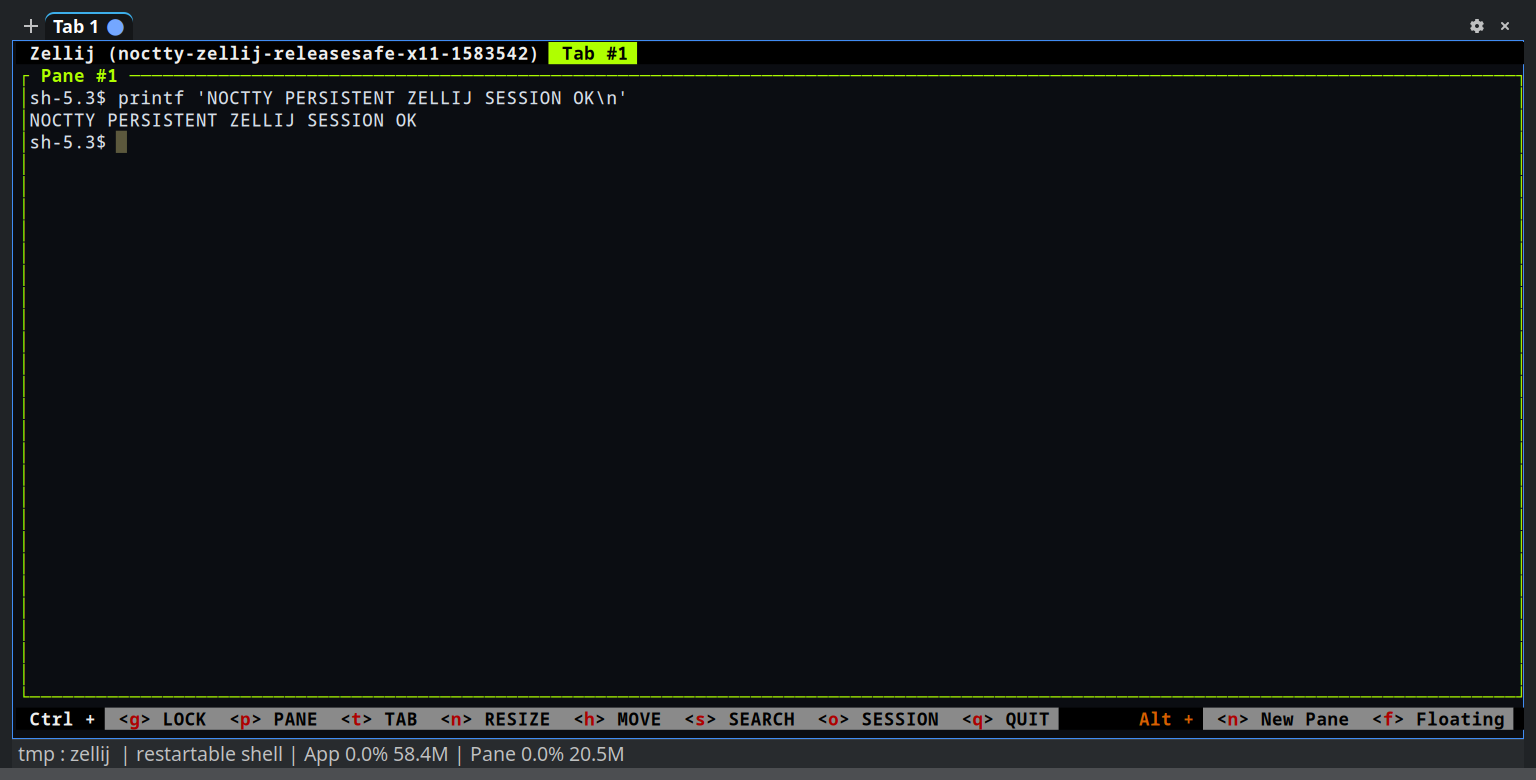 + Tab 1
Zellij (noctty-zellij-releasesafe-x11-1583542) Tab #1
Pane #1
sh-5.3$ printf 'NOCTTY PERSISTENT ZELLIJ SESSION OK\n'
NOCTTY PERSISTENT ZELLIJ SESSION OK
sh-5.3$
Ctrl + <g> LOCK <p> PANE <t> TAB <n> RESIZE <h> MOVE <s> SEARCH <o> SESSION <q> QUIT Alt + <n> New Pane <f> Floating
tmp : zellij | restartable shell | App 0.0% 58.4M | Pane 0.0% 20.5M